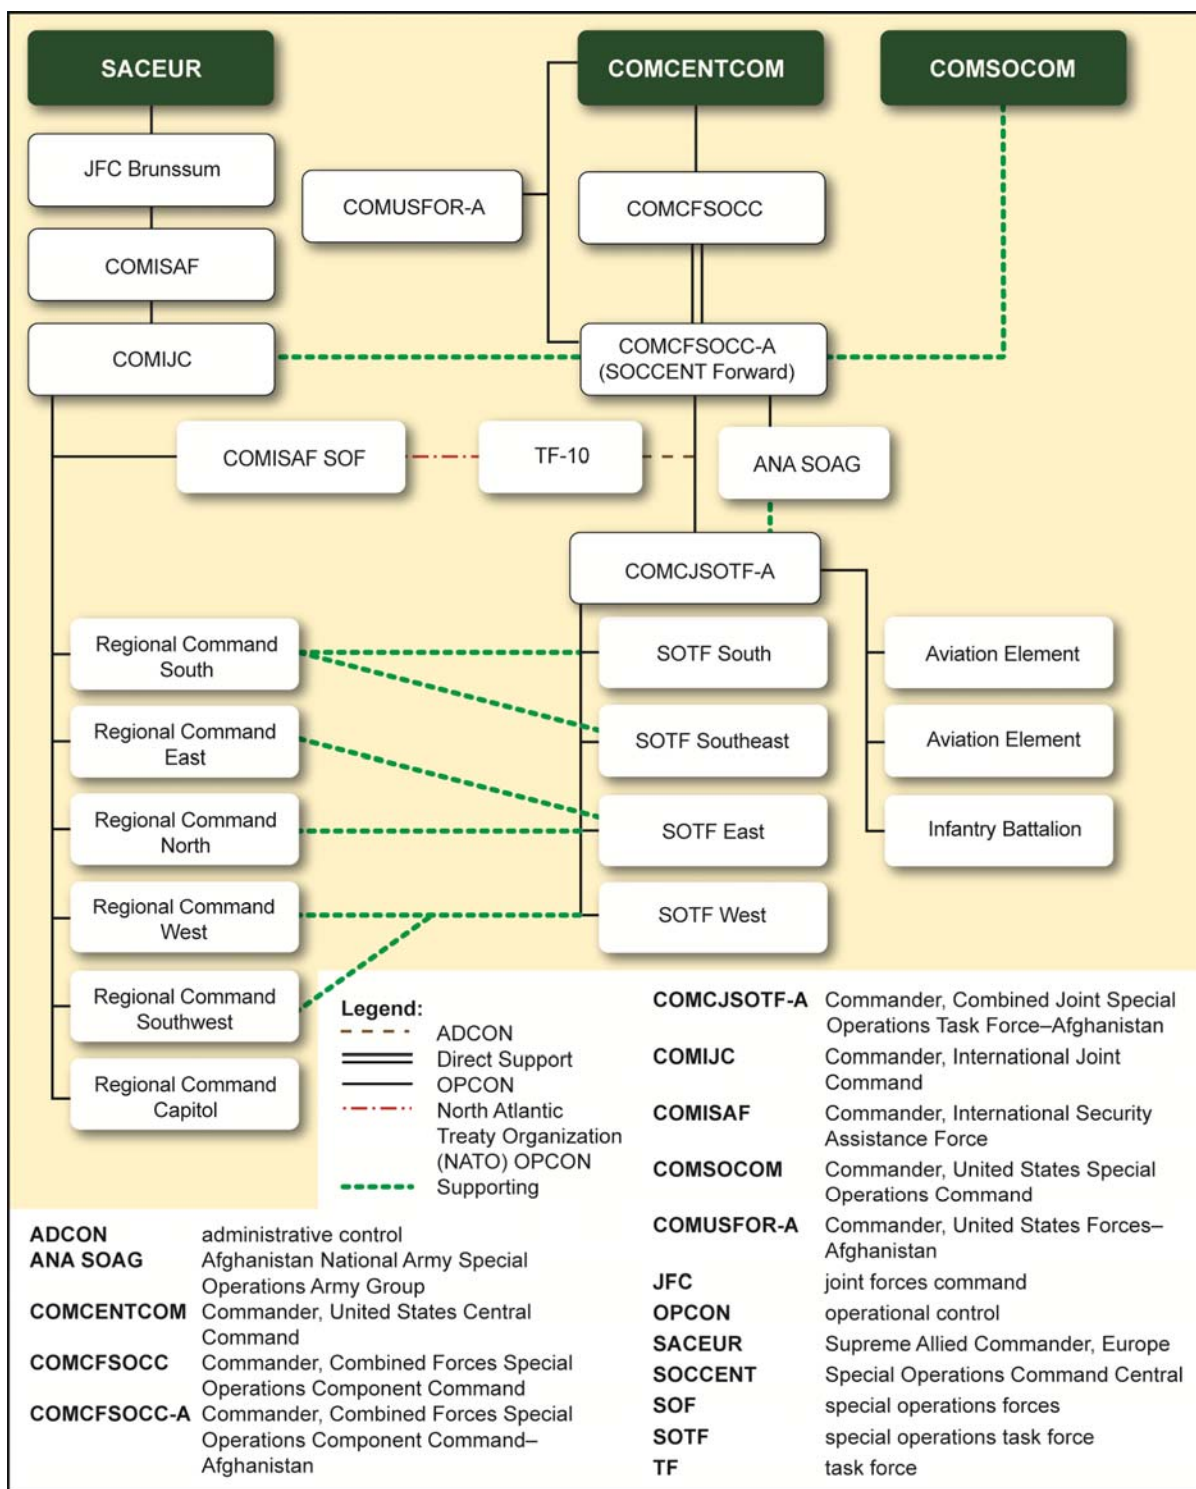 SACEUR
COMCENTCOM
COMSOCOM
JFC Brunssum
COMUSFOR-A
COMCFSOCC
COMISAF
COMIJC
COMCFSOCC-A
(SOCCENT Forward)
COMISAF SOF
TF-10
ANA SOAG
COMCJSOTF-A
Regional Command
South
SOTF South
Aviation Element
Regional Command
East
SOTF Southeast
Aviation Element
Regional Command
North
SOTF East
Infantry Battalion
Regional Command
West
SOTF West
Regional Command
Southwest
Regional Command
Capitol
Legend:
ADCON
Direct Support
OPCON
North Atlantic
Treaty Organization
(NATO) OPCON
Supporting
ADCON administrative control
ANA SOAG Afghanistan National Army Special
Operations Army Group
COMCENTCOM Commander, United States Central
Command
COMCFSOCC Commander, Combined Forces Special
Operations Component Command
COMCFSOCC-A Commander, Combined Forces Special
Operations Component Command–
Afghanistan
COMCJSOTF-A Commander, Combined Joint Special
Operations Task Force–Afghanistan
COMIJC Commander, International Joint
Command
COMISAF Commander, International Security
Assistance Force
COMSOCOM Commander, United States Special
Operations Command
COMUSFOR-A Commander, United States Forces–
Afghanistan
JFC joint forces command
OPCON operational control
SACEUR Supreme Allied Commander, Europe
SOCCENT Special Operations Command Central
SOF special operations forces
SOTF special operations task force
TF task force